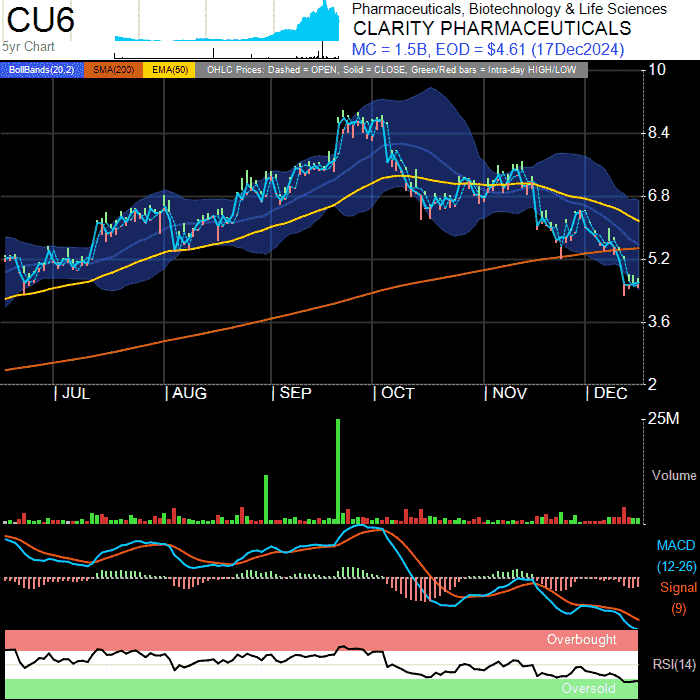 CU6
5yr Chart
Pharmaceuticals, Biotechnology & Life Sciences
CLARITY PHARMACEUTICALS
MC = 1.5B, EOD = $4.61 (17Dec2024)
BollBands(20,2) SMA(200) EMA(50) OHLC Prices: Dashed = OPEN, Solid = CLOSE, Green/Red bars = Intra-day HIGH/LOW
10
8.4
6.8
5.2
3.6
2
JUL AUG SEP OCT NOV DEC
25M
Volume
MACD
(12-26)
Signal
(9)
Overbought
RSI(14)
Oversold